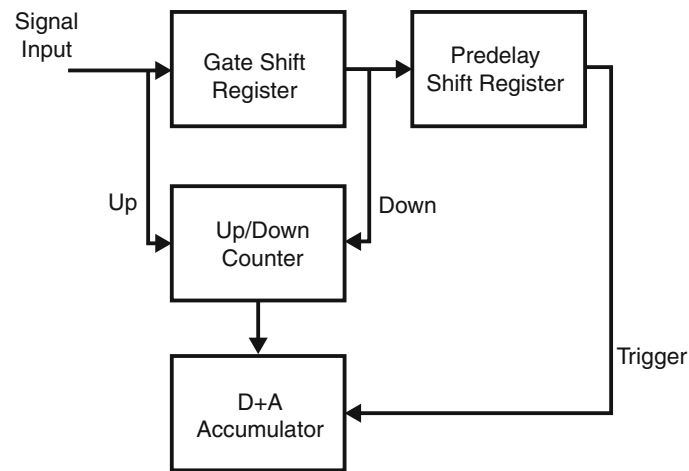 Signal
Input
Gate Shift
Register
Predelay
Shift Register
Up
Down
Up/Down
Counter
Trigger
D+A
Accumulator